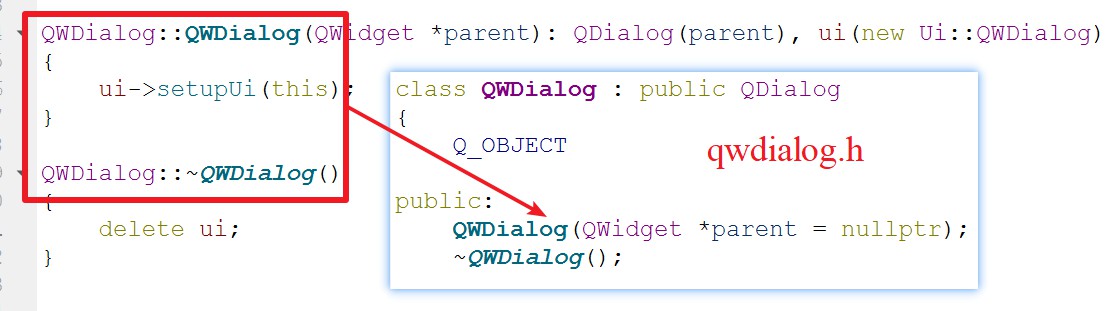 QWDialog::QWDialog(QWidget *parent): QDialog(parent), ui(new Ui::QWDialog)
{
    ui->setupUi(this);
}
QWDialog::~QWDialog()
{
    delete ui;
}
class QWDialog : public QDialog
{
    Q_OBJECT
qwdialog.h
public:
    QWDialog(QWidget *parent = nullptr);
    ~QWDialog();